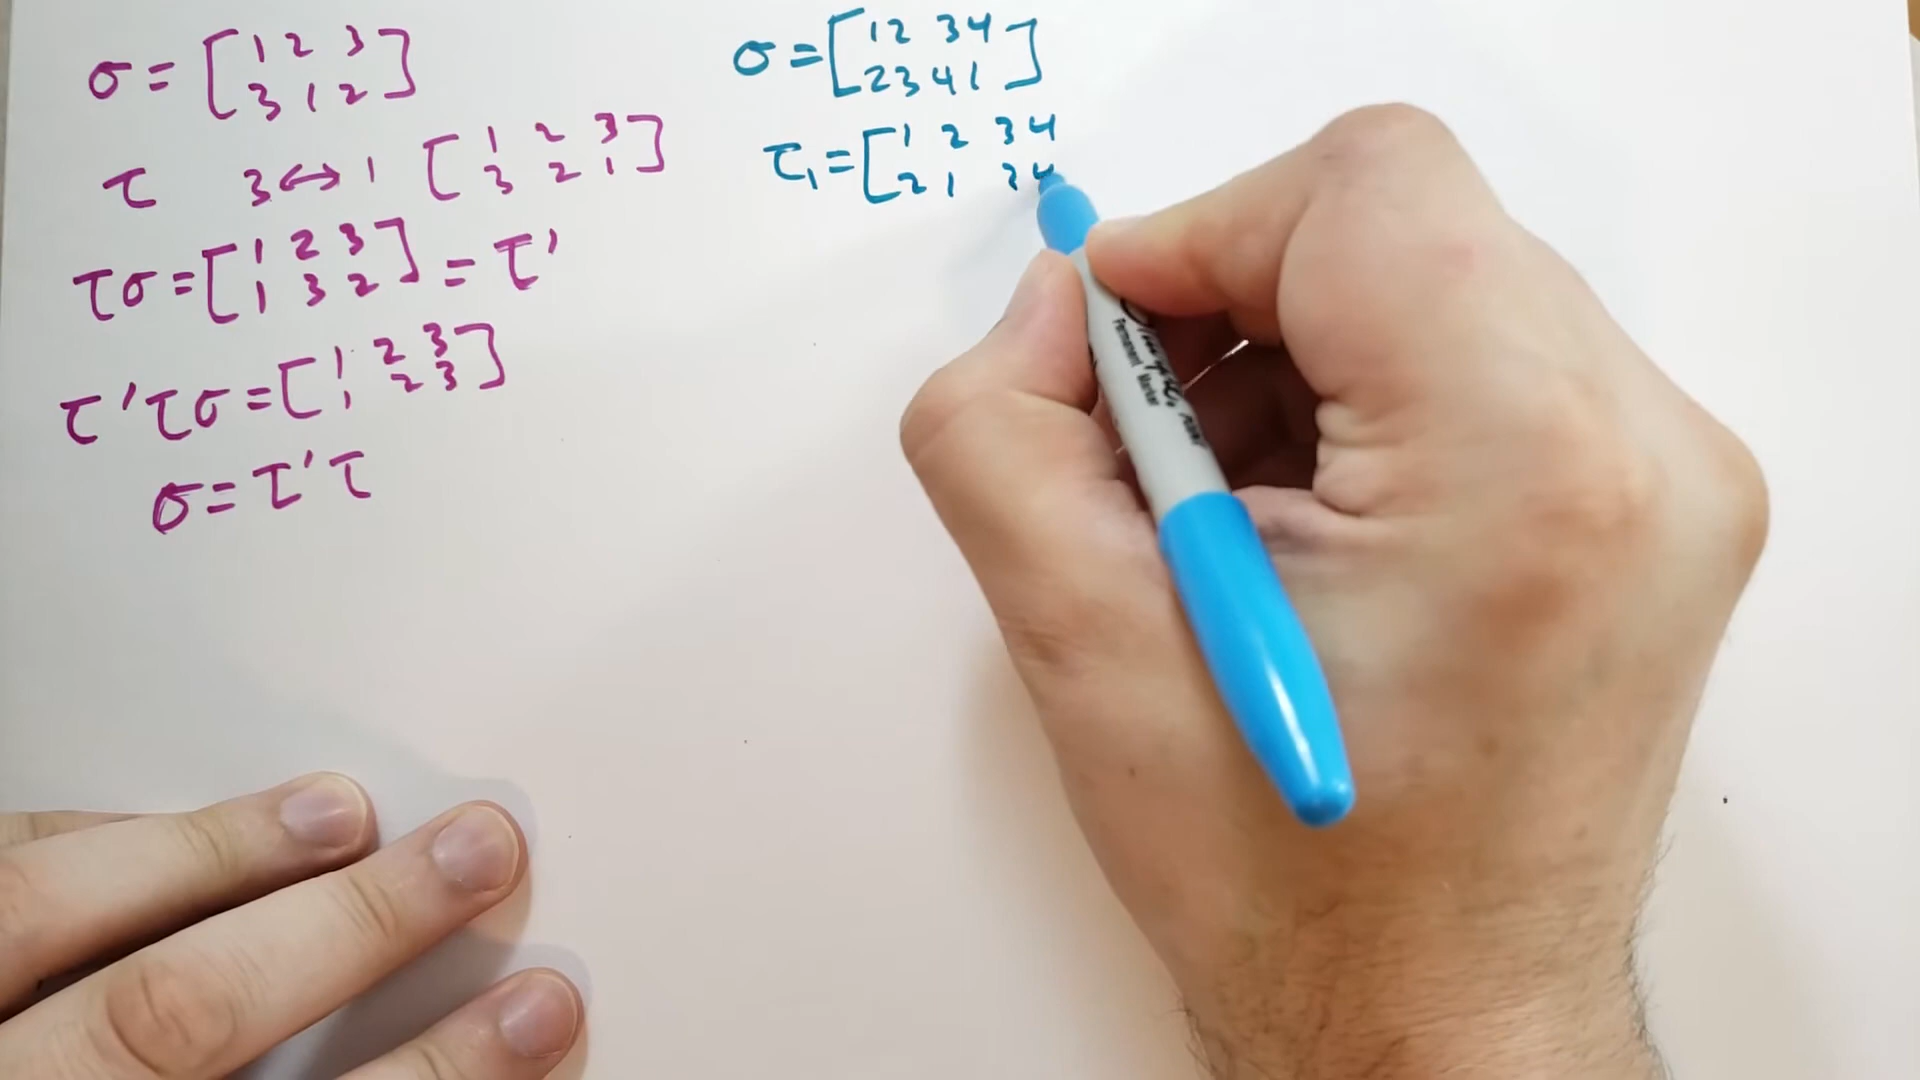 σ = [1 2 3]
[3 1 2]
τ 3↔1 [1 2 3]
[3 2 1]
τσ = [1 2 3] = τ'
[1 3 2]
τ'τσ = [1 2 3]
[1 2 3]
σ = τ'τ
σ = [1 2 3 4]
[2 3 4 1]
τ₁ = [1 2 3 4
2 1 3 4
Permanent Marker